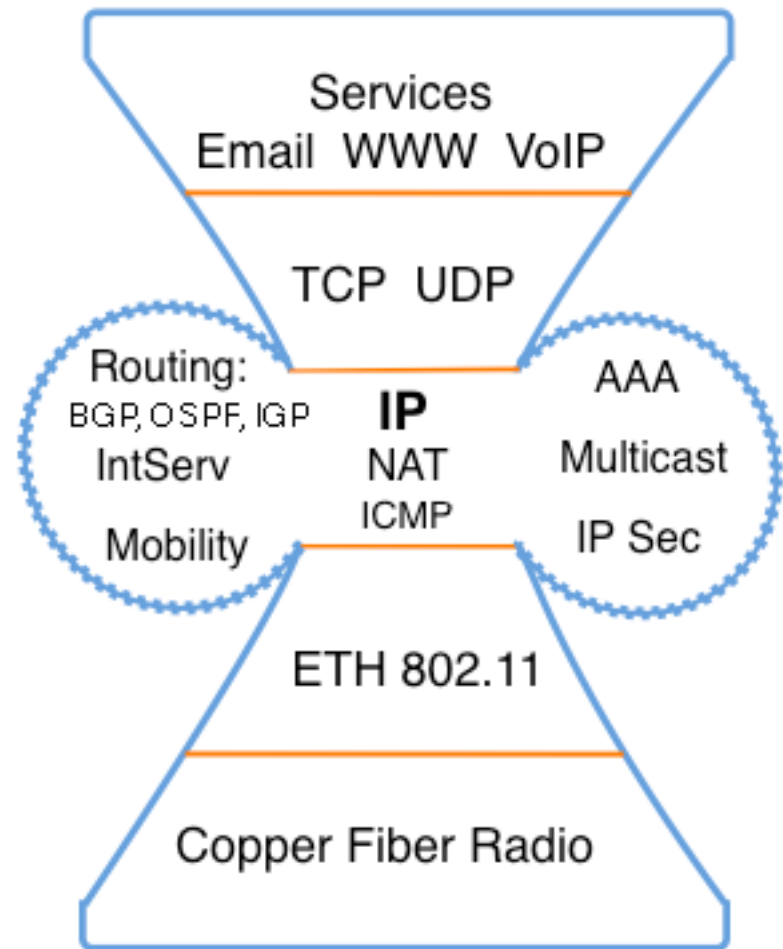 Services
Email WWW VoIP
TCP UDP
Routing:
BGP, OSPF, IGP
IntServ
Mobility
IP
NAT
ICMP
AAA
Multicast
IP Sec
ETH 802.11
Copper Fiber Radio